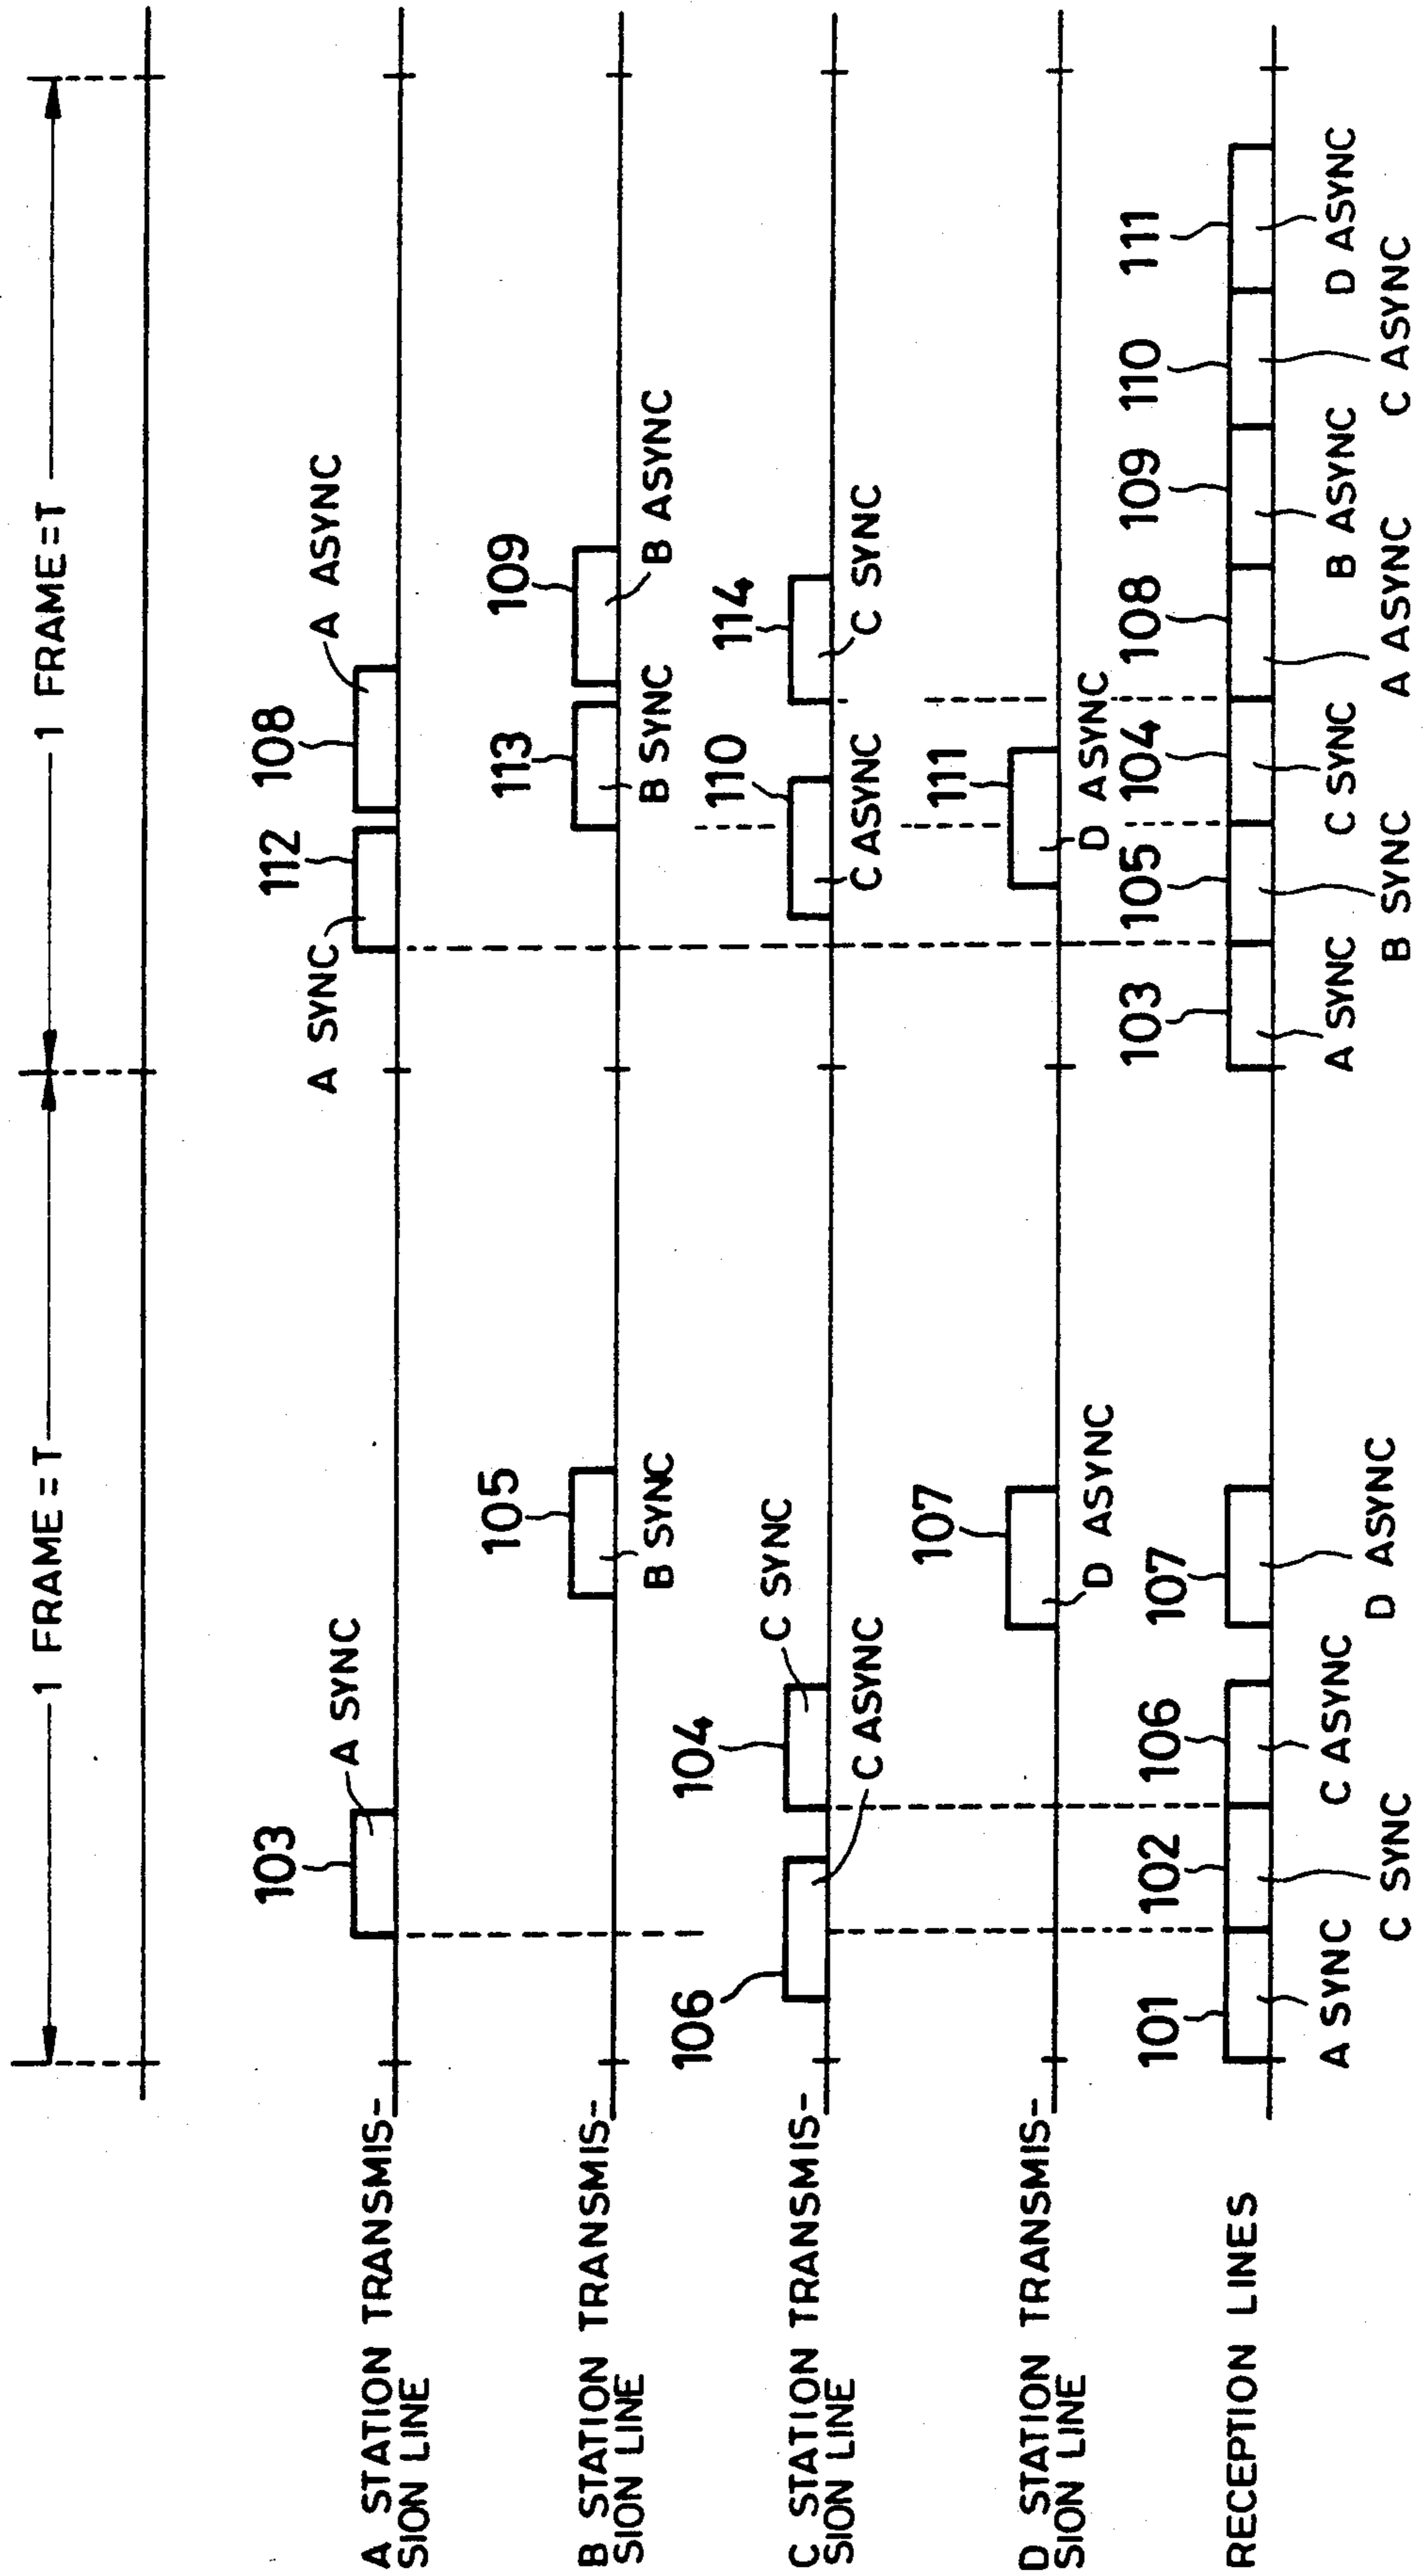 1 FRAME=T
1 FRAME=T
A STATION TRANSMIS-
SION LINE
103
A SYNC
A SYNC
112
108
A ASYNC
B STATION TRANSMIS-
SION LINE
105
B SYNC
113
B SYNC
109
B ASYNC
C STATION TRANSMIS-
SION LINE
106
C ASYNC
104
C SYNC
110
C ASYNC
114
C SYNC
D STATION TRANSMIS-
SION LINE
107
D ASYNC
111
D ASYNC
RECEPTION LINES
101
102
106
107
103
105
104
108
109
110
111
A SYNC
C SYNC
C ASYNC
D ASYNC
A SYNC
B SYNC
C SYNC
A ASYNC
B ASYNC
C ASYNC
D ASYNC